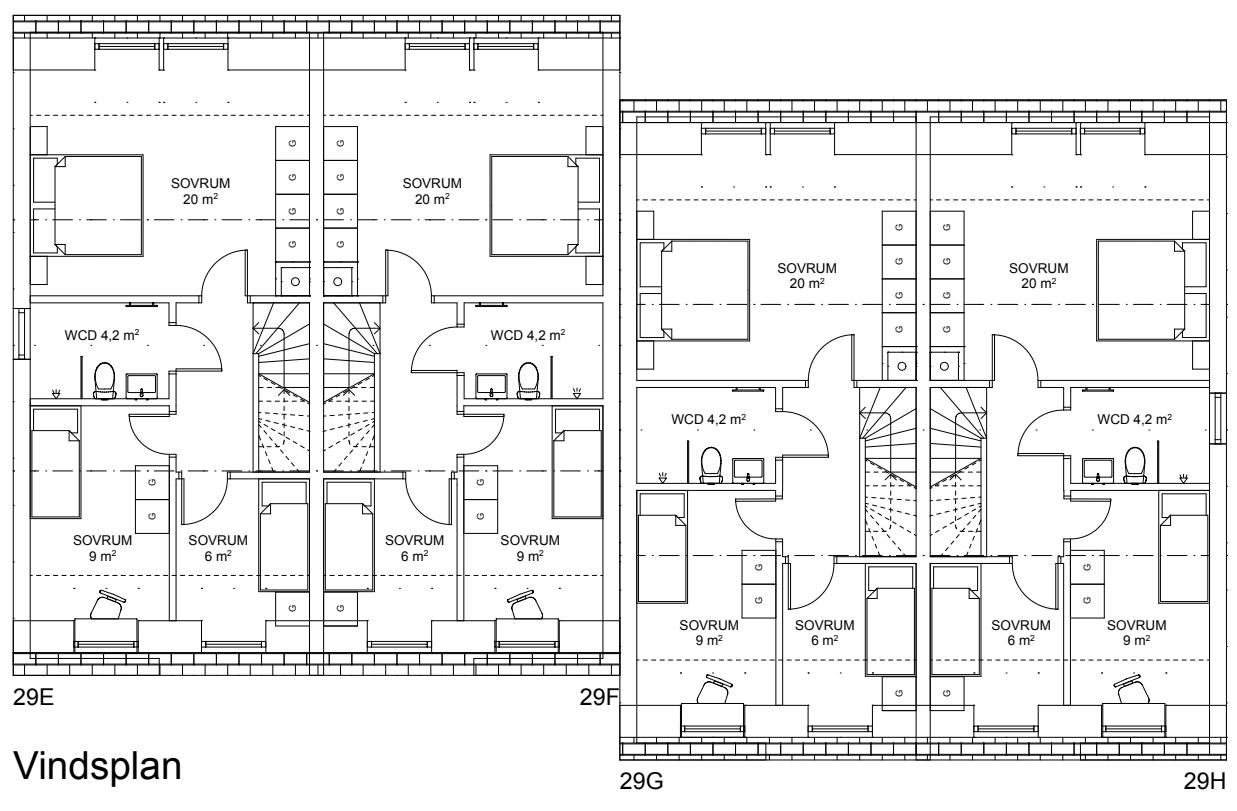 SOVRUM
20 m²
G
G
G
G
G
G
G
G
SOVRUM
20 m²
WCD 4,2 m²
WCD 4,2 m²
G
G
G
G
SOVRUM
9 m²
SOVRUM
6 m²
SOVRUM
6 m²
SOVRUM
9 m²
G
G
29E
29F
SOVRUM
20 m²
G
G
G
G
G
G
G
G
SOVRUM
20 m²
WCD 4,2 m²
WCD 4,2 m²
G
G
G
G
SOVRUM
9 m²
SOVRUM
6 m²
SOVRUM
6 m²
SOVRUM
9 m²
G
G
29G
29H
Vindsplan